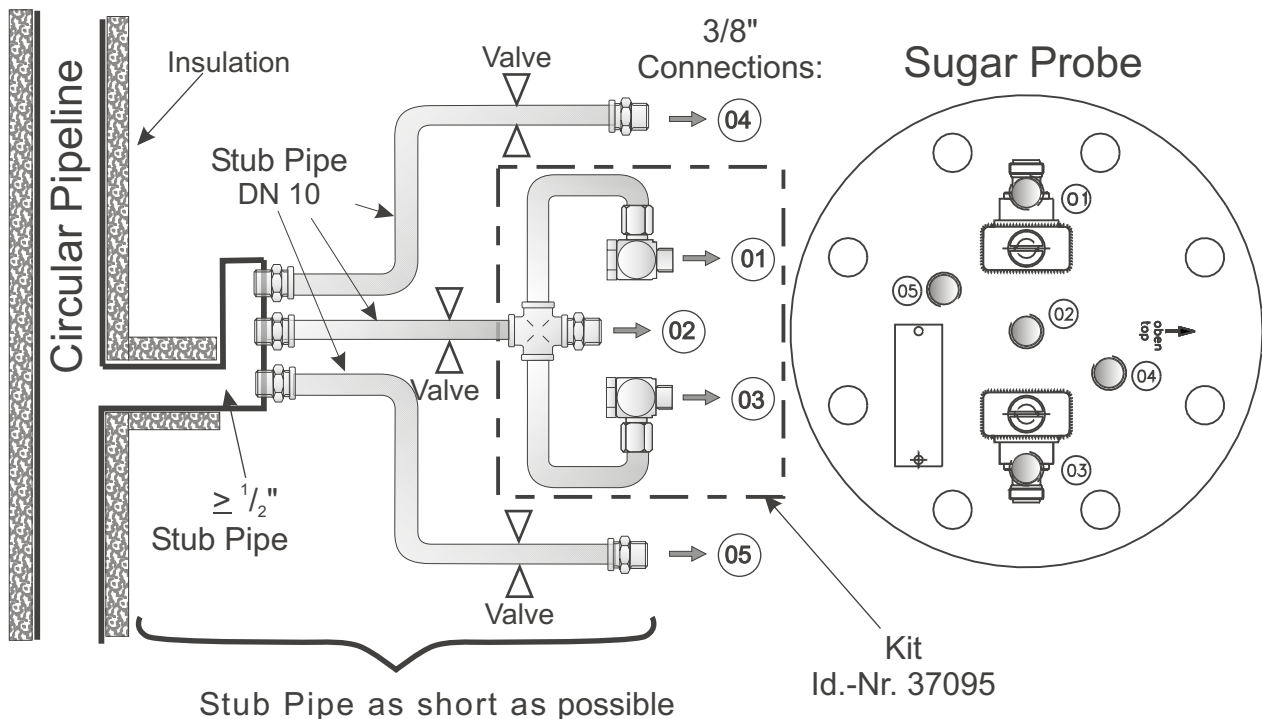 Circular Pipeline
Insulation
Stub Pipe
DN 10
Valve
3/8"
Connections:
Sugar Probe
04
01
02
03
05
Valve
Valve
≥ 1/2"
Stub Pipe
Stub Pipe as short as possible
Kit
Id.-Nr. 37095
01
05
02
oben
top
04
03